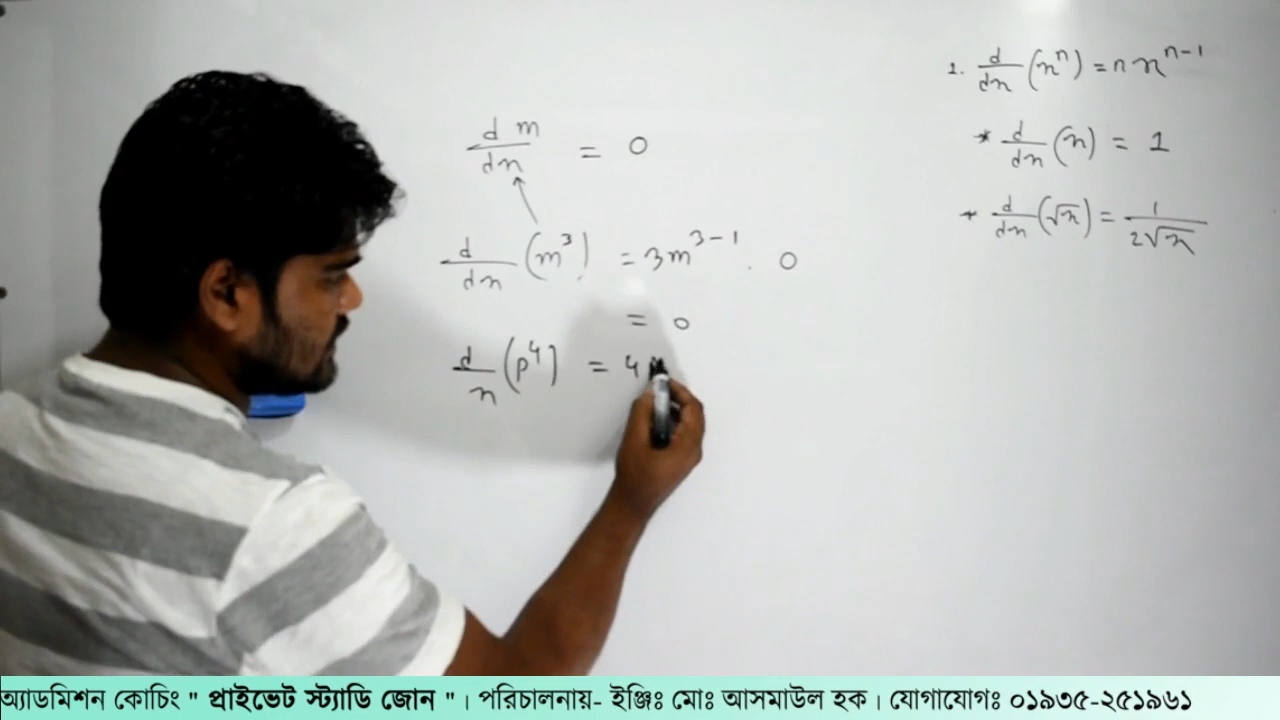 d m / dx = 0
d/dx (m³) = 3m³⁻¹ . 0
= 0
d/x (p⁴) = 4
1. d/dx (xⁿ) = n xⁿ⁻¹
* d/dx (x) = 1
* d/dx (√x) = 1 / 2√x
অ্যাডমিশন কোচিং " প্রাইভেট স্ট্যাডি জোন " । পরিচালনায়- ইঞ্জিঃ মোঃ আসমাউল হক । যোগাযোগঃ ০১৯৩৫-২৫১৯৬১